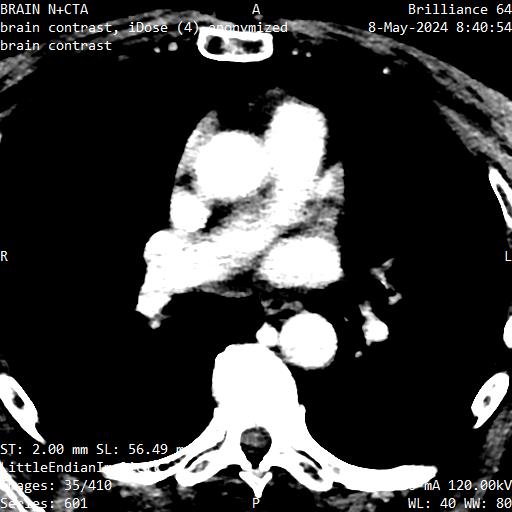 BRAIN N+CTA
A
Brilliance 64
brain contrast, iDose (4) anonymized
8-May-2024 8:40:54
brain contrast
R
L
ST: 2.00 mm SL: 56.49
LittleEndian
Images: 35/410
mA 120.00kV
Series: 601
P
WL: 40 WW: 80